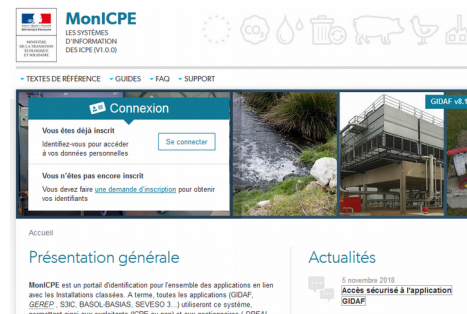 MINISTÈRE
DE LA TRANSITION
ÉCOLOGIQUE
ET SOLIDAIRE
MonICPE
LES SYSTÈMES
D'INFORMATION
DES ICPE (V1.0.0)
TEXTES DE RÉFÉRENCE GUIDES FAQ SUPPORT
Connexion
GIDAF v8.1
Vous êtes déjà inscrit
Identifiez-vous pour accéder
à vos données personnelles
Se connecter
Vous n'êtes pas encore inscrit
Vous devez faire une demande d'inscription pour obtenir
vos identifiants
Accueil
Présentation générale
MonICPE est un portail d'identification pour l'ensemble des applications en lien
avec les Installations classées. A terme, toutes les applications (GIDAF,
GEREP, S3IC, BASOL-BASIAS, SEVESO 3...) utiliseront ce système,
Actualités
5 novembre 2018
Accès sécurisé à l'application
GIDAF